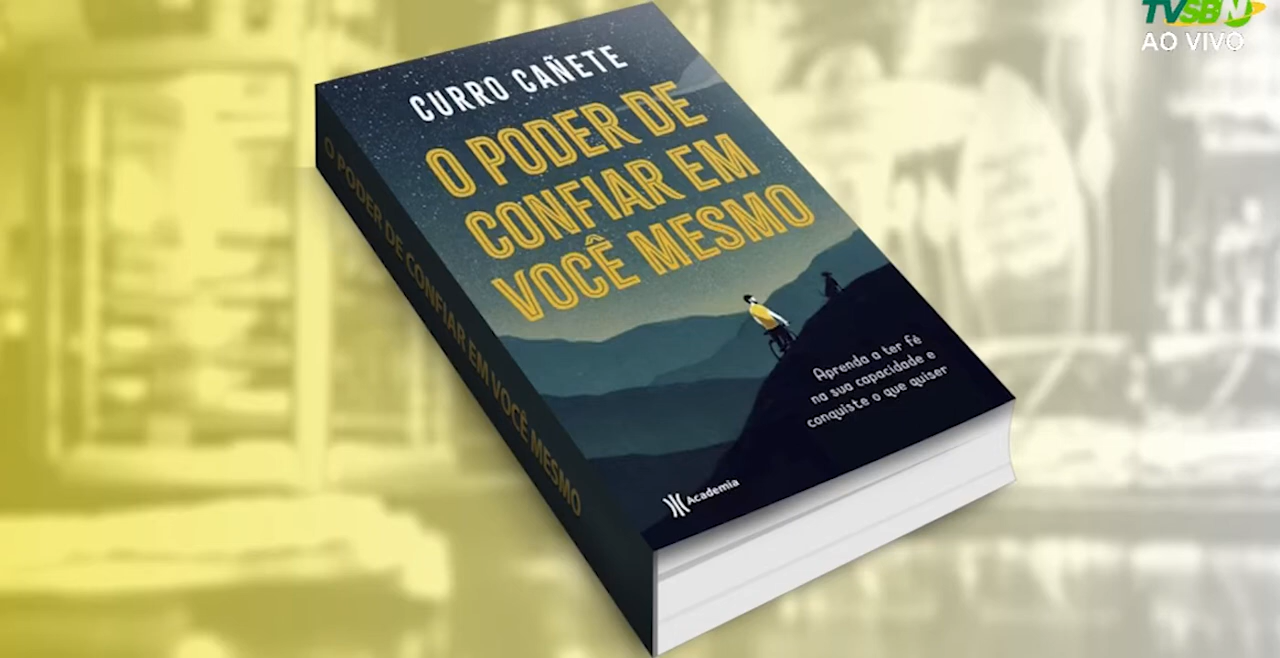 TVSBN
AO VIVO
CURRO CAÑETE
O PODER DE
CONFIAR EM
VOCÊ MESMO
Aprenda a ter fé
na sua capacidade e
conquiste o que quiser
Academia
O PODER DE CONFIAR EM VOCÊ MESMO